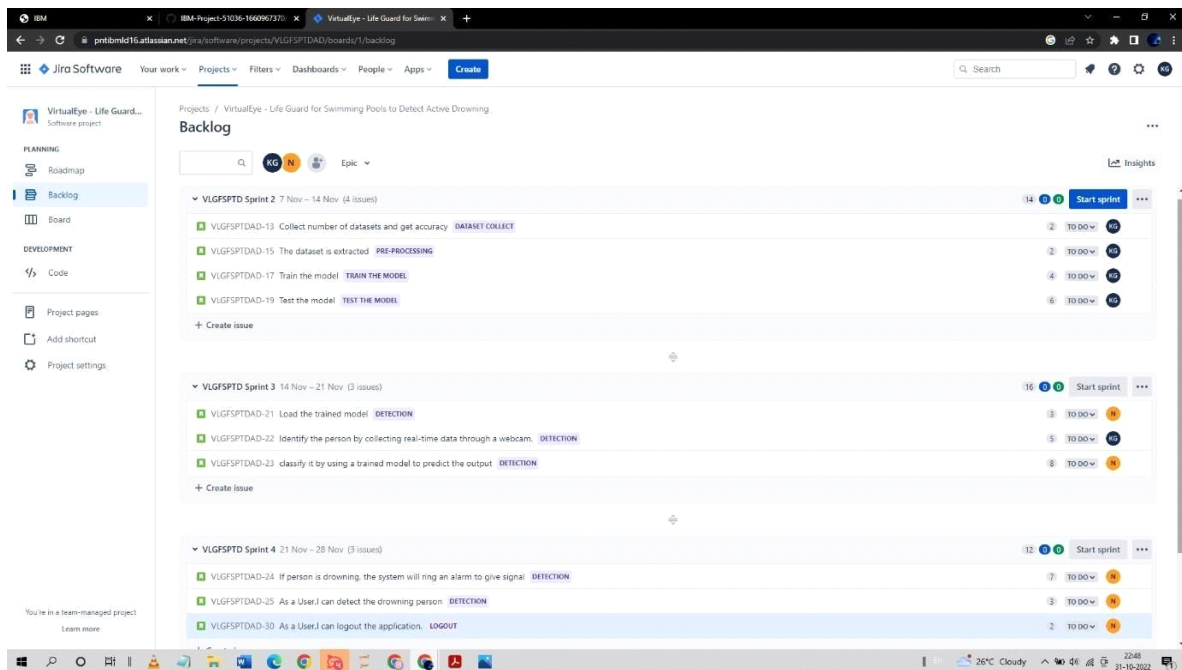 IBM
IBM-Project-51036-1660967370
VirtualEye - Life Guard for Swim
pntibmld16.atlassian.net/jira/software/projects/VLGFSPTDAD/boards/1/backlog
Jira Software Your work Projects Filters Dashboards People Apps Create Search KG
VirtualEye - Life Guard...
Software project
PLANNING
Roadmap
Backlog
Board
DEVELOPMENT
Code
Project pages
Add shortcut
Project settings
You're in a team-managed project
Learn more
Projects / VirtualEye - Life Guard for Swimming Pools to Detect Active Drowning
Backlog
KG N Epic Insights
VLGFSPTD Sprint 2 7 Nov – 14 Nov (4 issues) 14 0 0 Start sprint
VLGFSPTDAD-13 Collect number of datasets and get accuracy DATASET COLLECT 2 TO DO KG
VLGFSPTDAD-15 The dataset is extracted PRE-PROCESSING 2 TO DO KG
VLGFSPTDAD-17 Train the model TRAIN THE MODEL 4 TO DO KG
VLGFSPTDAD-19 Test the model TEST THE MODEL 6 TO DO KG
+ Create issue
VLGFSPTD Sprint 3 14 Nov – 21 Nov (3 issues) 16 0 0 Start sprint
VLGFSPTDAD-21 Load the trained model DETECTION 3 TO DO N
VLGFSPTDAD-22 Identify the person by collecting real-time data through a webcam. DETECTION 5 TO DO KG
VLGFSPTDAD-23 classify it by using a trained model to predict the output DETECTION 8 TO DO N
+ Create issue
VLGFSPTD Sprint 4 21 Nov – 28 Nov (3 issues) 12 0 0 Start sprint
VLGFSPTDAD-24 If person is drowning, the system will ring an alarm to give signal DETECTION 7 TO DO N
VLGFSPTDAD-25 As a User,I can detect the drowning person DETECTION 3 TO DO N
VLGFSPTDAD-30 As a User,I can logout the application. LOGOUT 2 TO DO N
26°C Cloudy
22:48
31-10-2022